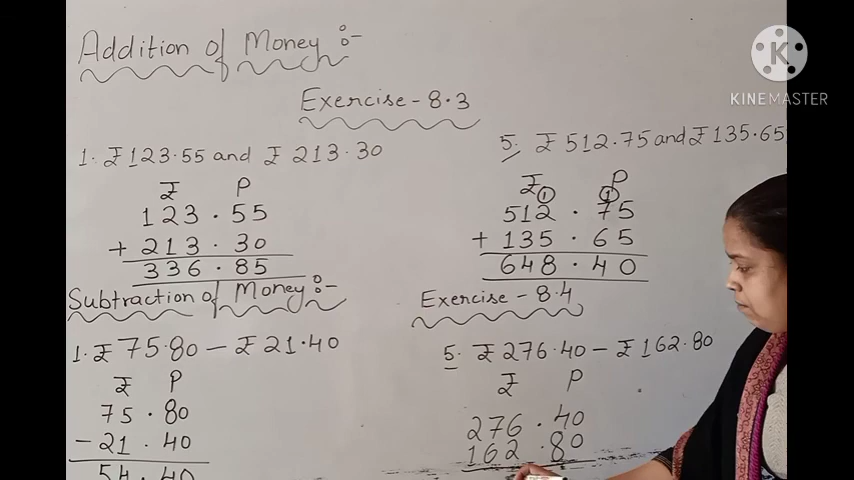 Addition of Money :-
KINEMASTER
Exercise - 8.3
1. ₹123.55 and ₹ 213.30
₹ P
123.55
+ 213.30
336.85
5. ₹ 512.75 and ₹ 135.65
₹ P
1 1
512.75
+ 135.65
648.40
Subtraction of Money :-
1. ₹75.80 - ₹21.40
₹ P
75.80
- 21.40
54.40
Exercise - 8.4
5. ₹276.40 - ₹162.80
₹ P
276.40
162.80